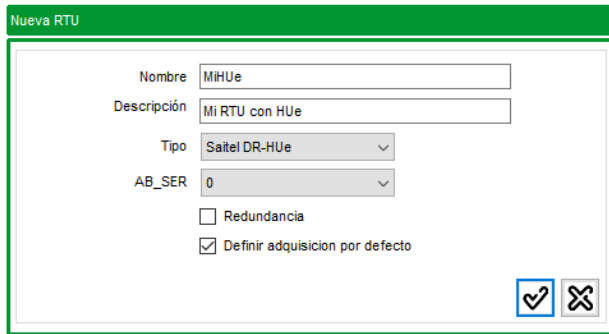 Nueva RTU
Nombre MiHUe
Descripción Mi RTU con HUe
Tipo Saitel DR-HUe
AB_SER 0
Redundancia
Definir adquisicion por defecto